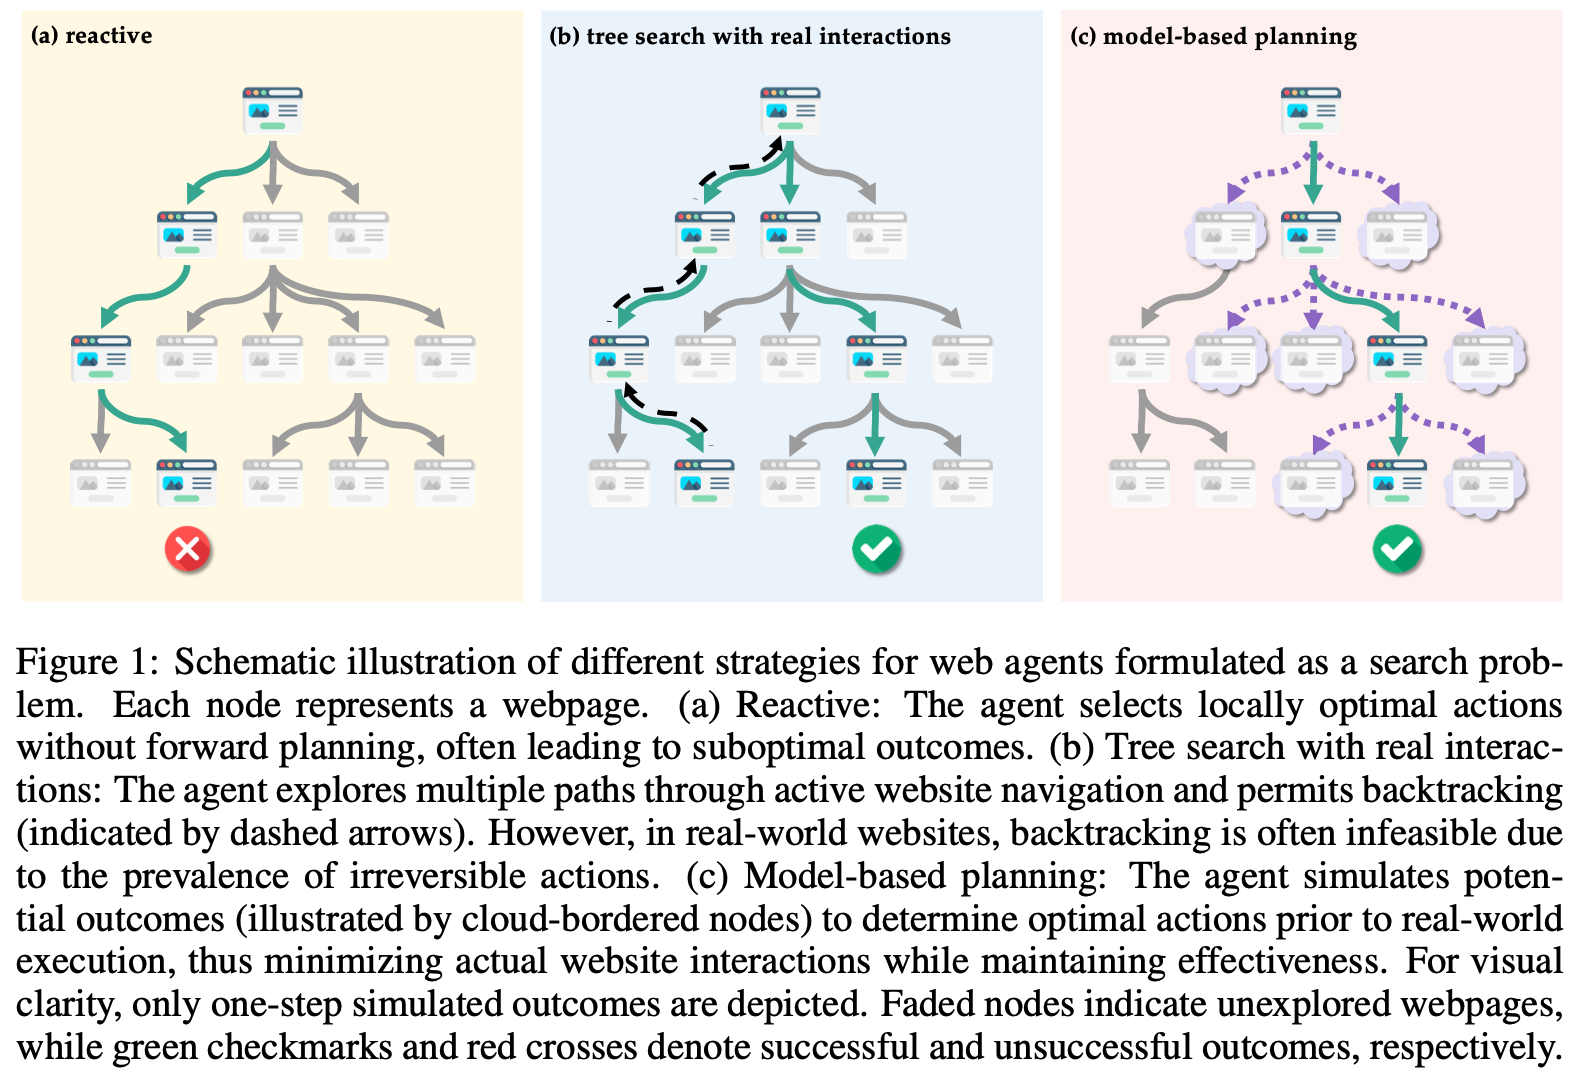 (a) reactive
(b) tree search with real interactions
(c) model-based planning
Figure 1: Schematic illustration of different strategies for web agents formulated as a search prob-
lem. Each node represents a webpage. (a) Reactive: The agent selects locally optimal actions
without forward planning, often leading to suboptimal outcomes. (b) Tree search with real interac-
tions: The agent explores multiple paths through active website navigation and permits backtracking
(indicated by dashed arrows). However, in real-world websites, backtracking is often infeasible due
to the prevalence of irreversible actions. (c) Model-based planning: The agent simulates poten-
tial outcomes (illustrated by cloud-bordered nodes) to determine optimal actions prior to real-world
execution, thus minimizing actual website interactions while maintaining effectiveness. For visual
clarity, only one-step simulated outcomes are depicted. Faded nodes indicate unexplored webpages,
while green checkmarks and red crosses denote successful and unsuccessful outcomes, respectively.